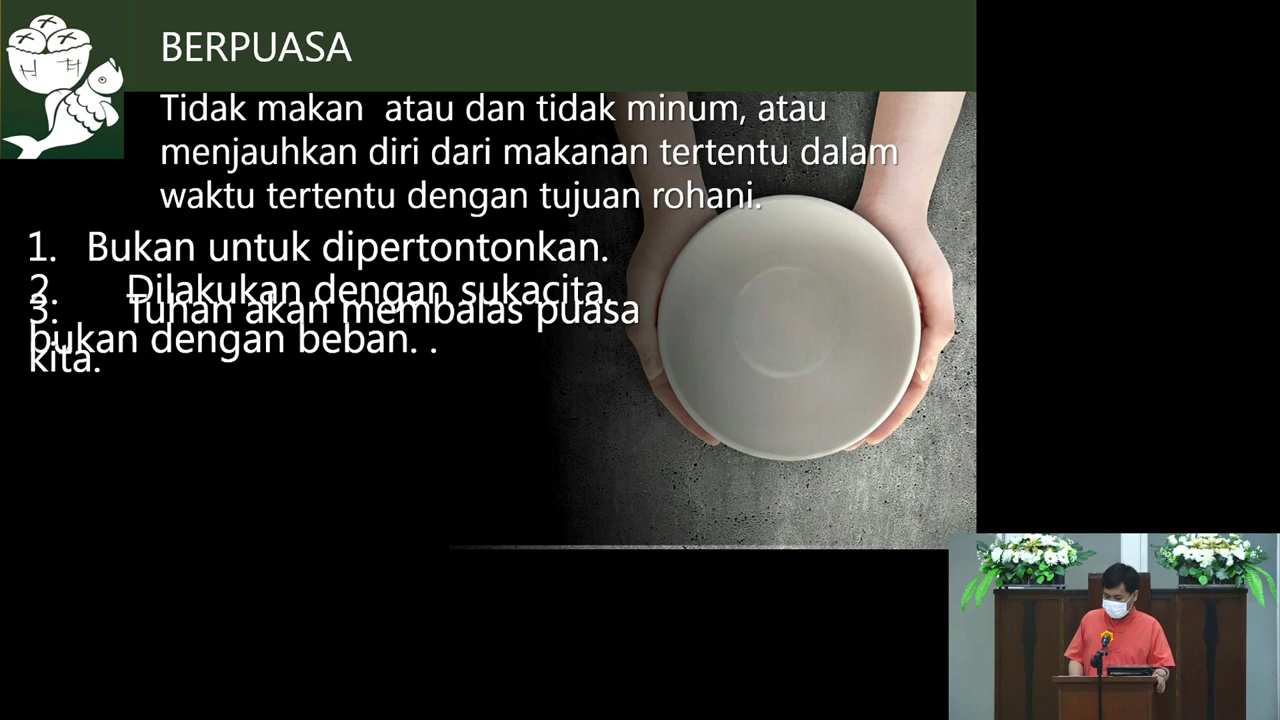 BERPUASA
Tidak makan atau dan tidak minum, atau
menjauhkan diri dari makanan tertentu dalam
waktu tertentu dengan tujuan rohani.
1. Bukan untuk dipertontonkan.
2. Dilakukan dengan sukacita,
bukan dengan beban. .
3. Tuhan akan membalas puasa
kita.